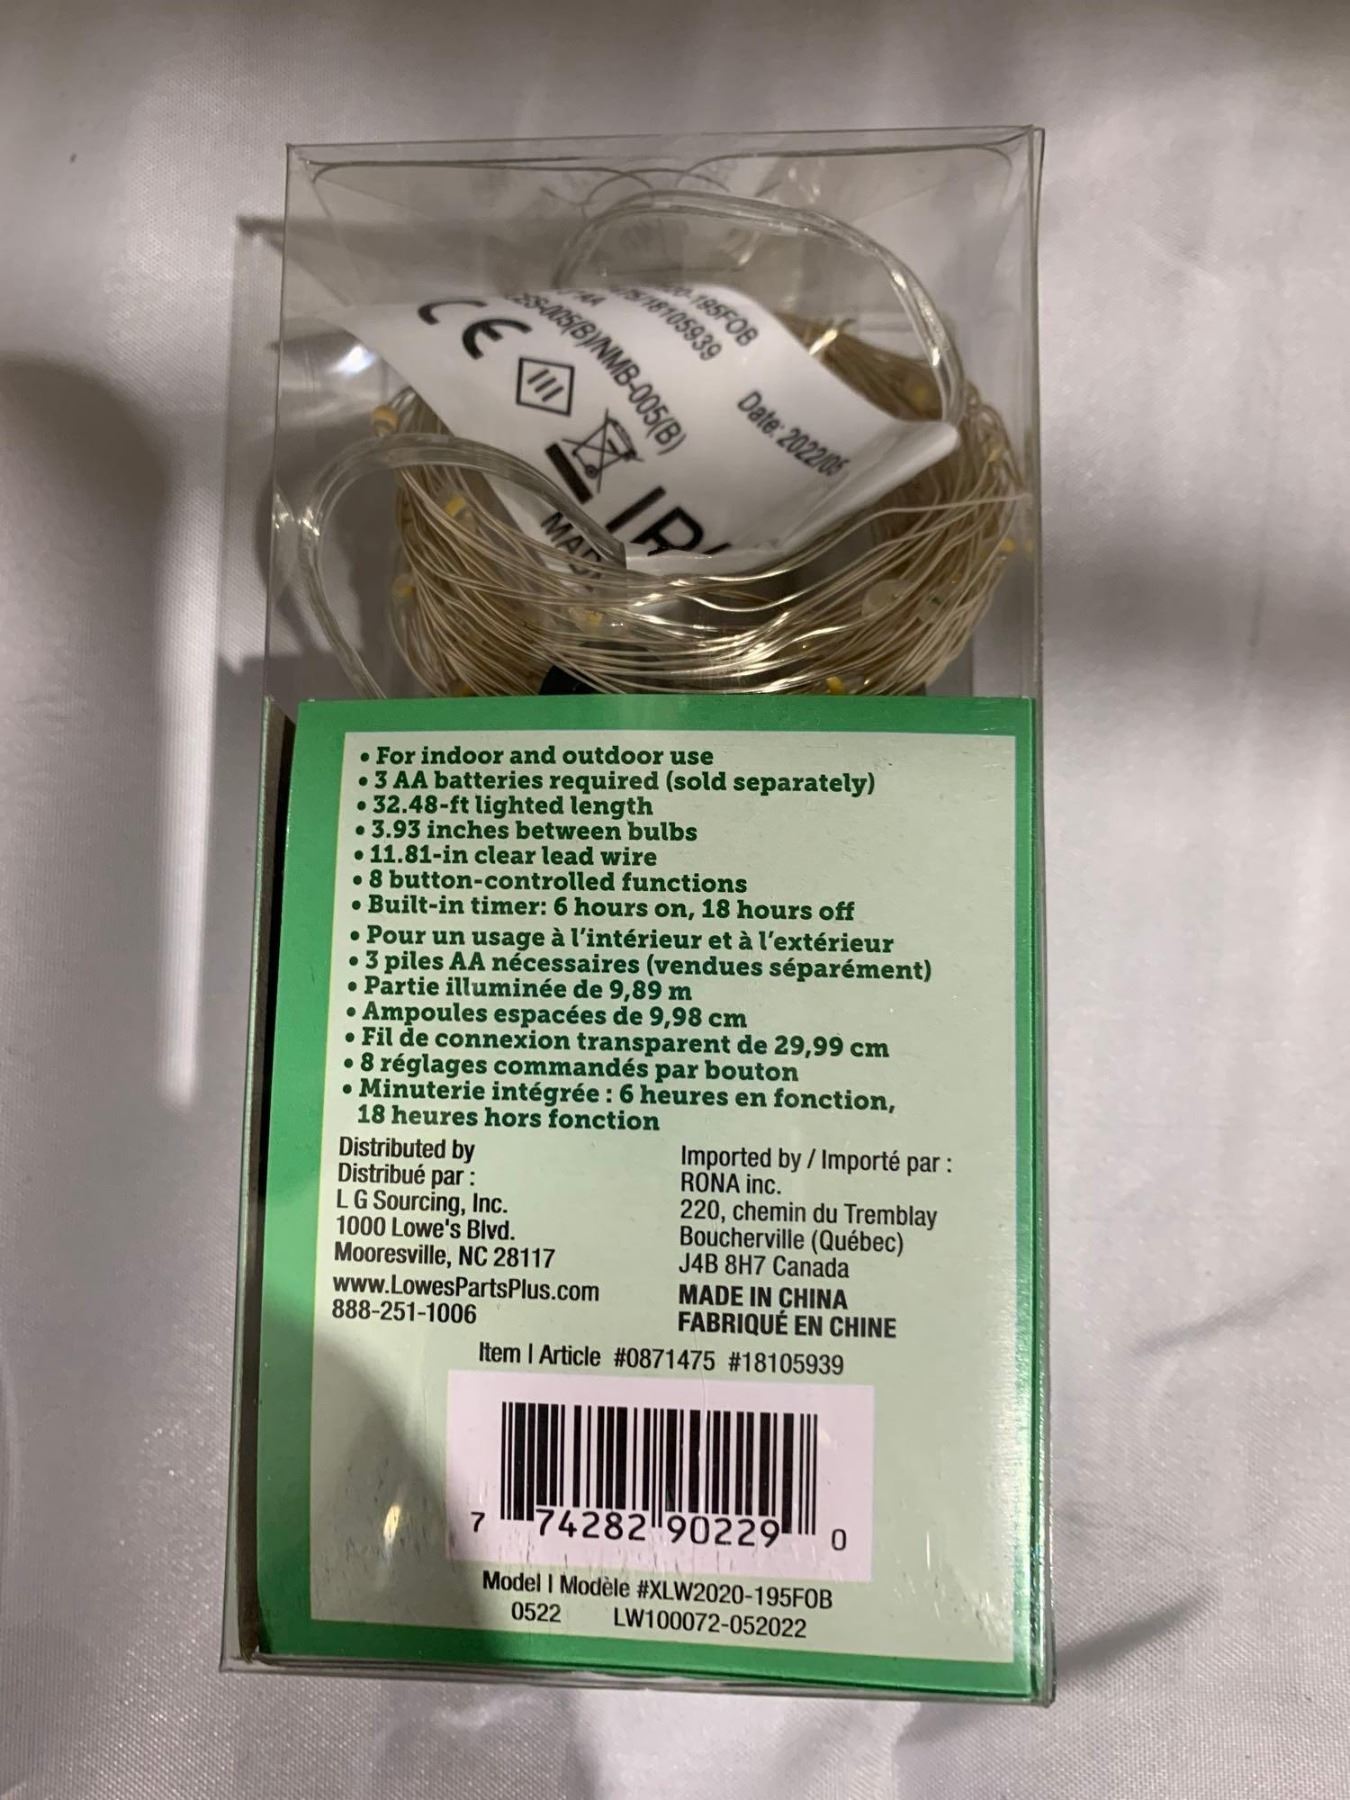 20-195FOB
75/18105939
Date: 2022/05
ES-005(B)/NMB-005(B)
CE
• For indoor and outdoor use
• 3 AA batteries required (sold separately)
• 32.48-ft lighted length
• 3.93 inches between bulbs
• 11.81-in clear lead wire
• 8 button-controlled functions
• Built-in timer: 6 hours on, 18 hours off
• Pour un usage à l'intérieur et à l'extérieur
• 3 piles AA nécessaires (vendues séparément)
• Partie illuminée de 9,89 m
• Ampoules espacées de 9,98 cm
• Fil de connexion transparent de 29,99 cm
• 8 réglages commandés par bouton
• Minuterie intégrée : 6 heures en fonction,
18 heures hors fonction
Distributed by
Distribué par :
L G Sourcing, Inc.
1000 Lowe's Blvd.
Mooresville, NC 28117
www.LowesPartsPlus.com
888-251-1006
Imported by / Importé par :
RONA inc.
220, chemin du Tremblay
Boucherville (Québec)
J4B 8H7 Canada
MADE IN CHINA
FABRIQUÉ EN CHINE
Item | Article #0871475 #18105939
7 74282 90229 0
Model | Modèle #XLW2020-195FOB
0522 LW100072-052022